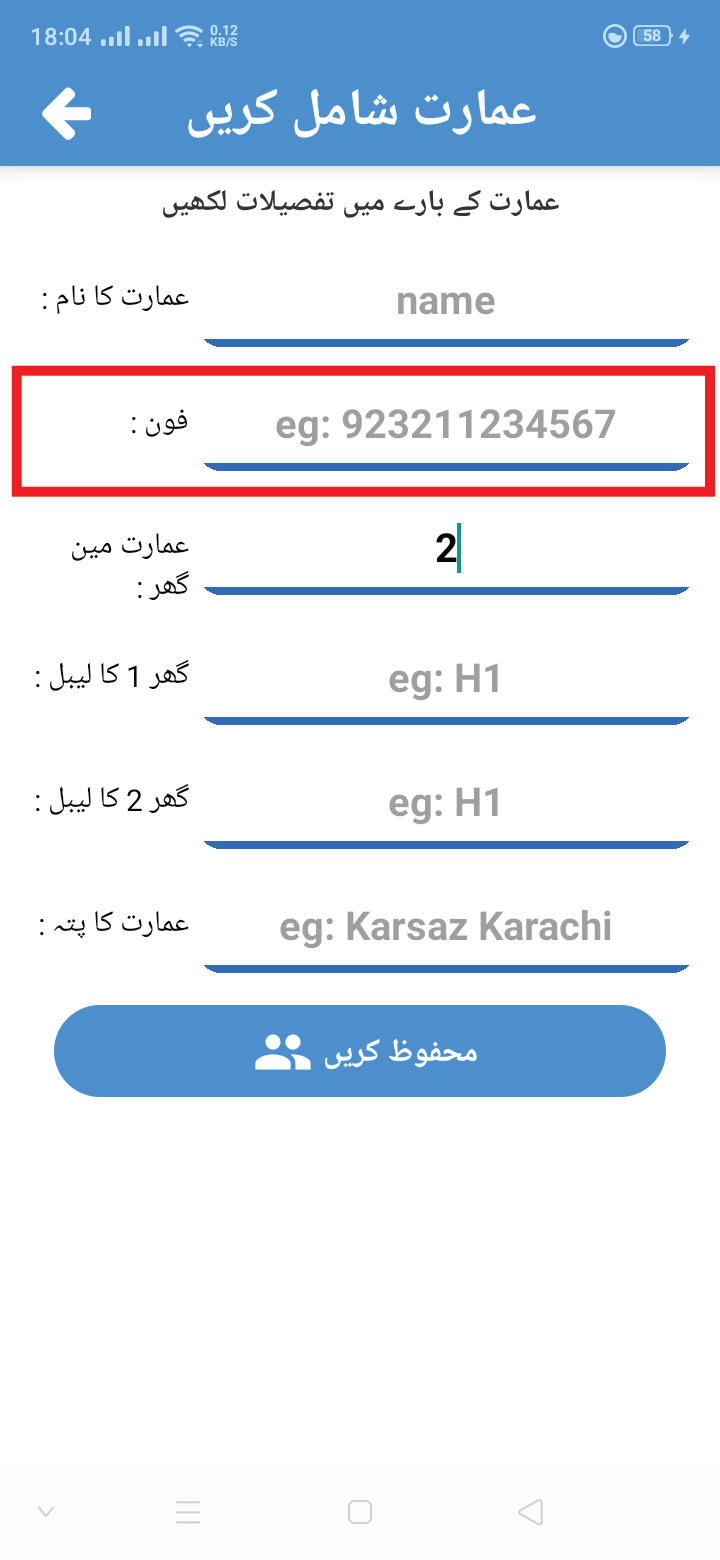 18:04 0.12 KB/S 58
عمارت شامل کریں
عمارت کے بارے میں تفصیلات لکھیں
عمارت کا نام :
name
فون :
eg: 923211234567
عمارت مین
گھر :
2
گھر 1 کا لیبل :
eg: H1
گھر 2 کا لیبل :
eg: H1
عمارت کا پتہ :
eg: Karsaz Karachi
محفوظ کریں